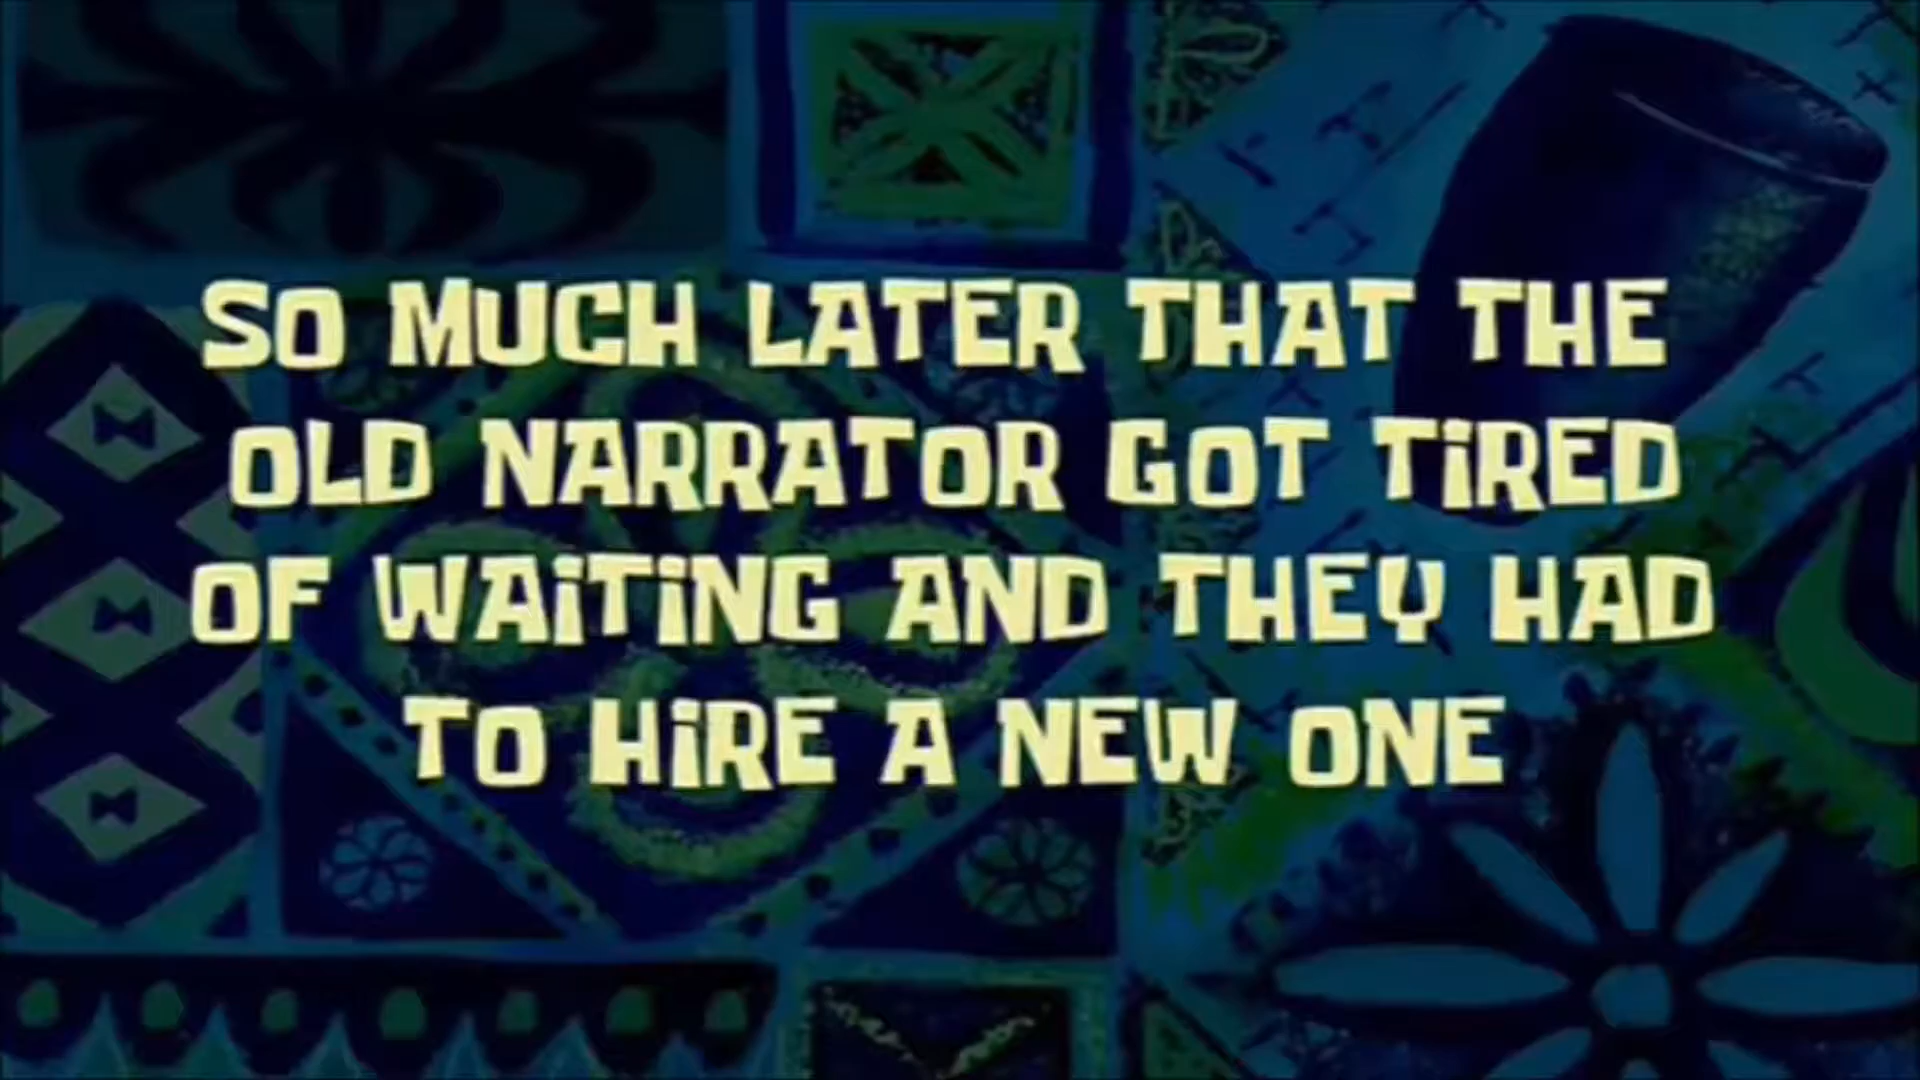 SO MUCH LATER THAT THE
OLD NARRATOR GOT TiRED
OF WAiTiNG AND THEY HAD
TO HiRE A NEW ONE